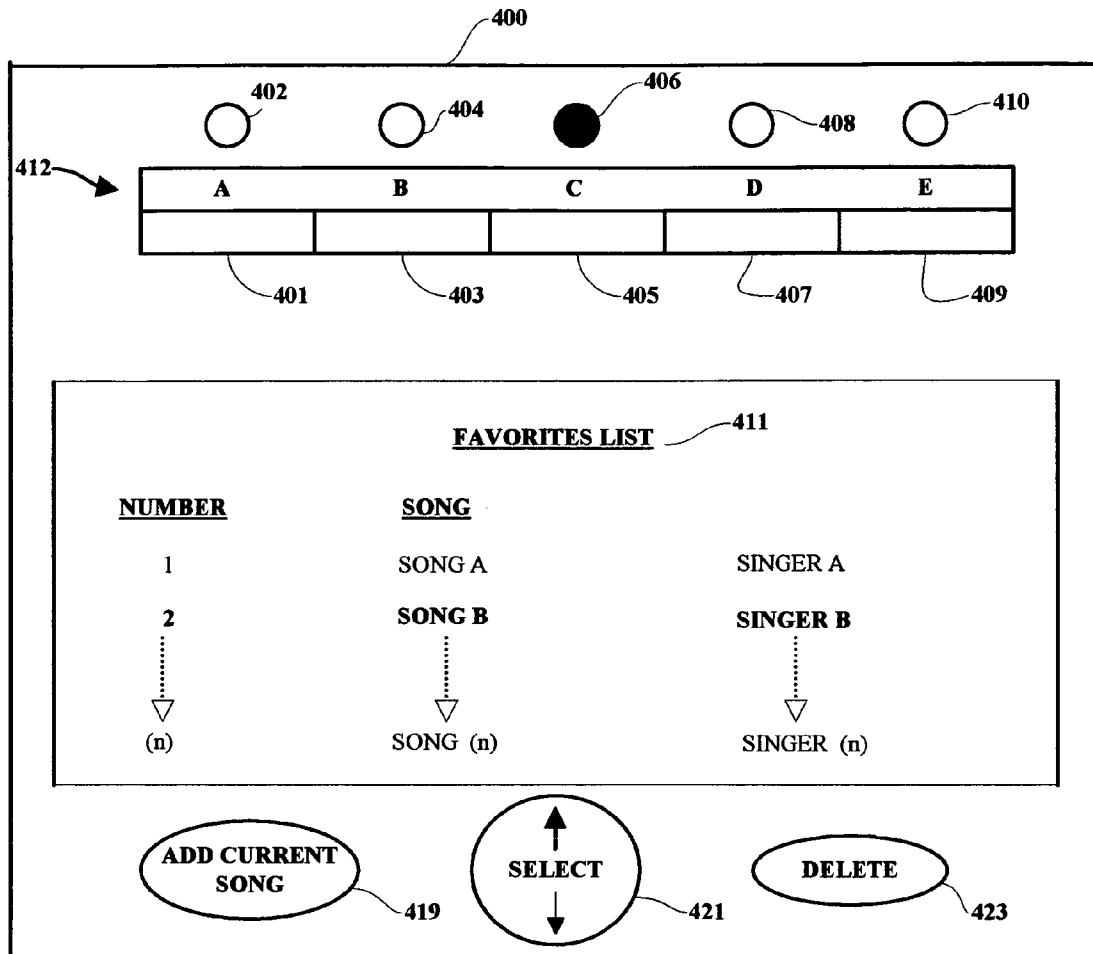 400
402
404
406
408
410
412
A B C D E
401 403 405 407 409
FAVORITES LIST 411
NUMBER SONG
1 SONG A SINGER A
2 SONG B SINGER B
(n) SONG (n) SINGER (n)
ADD CURRENT
SONG
419
SELECT
421
DELETE
423